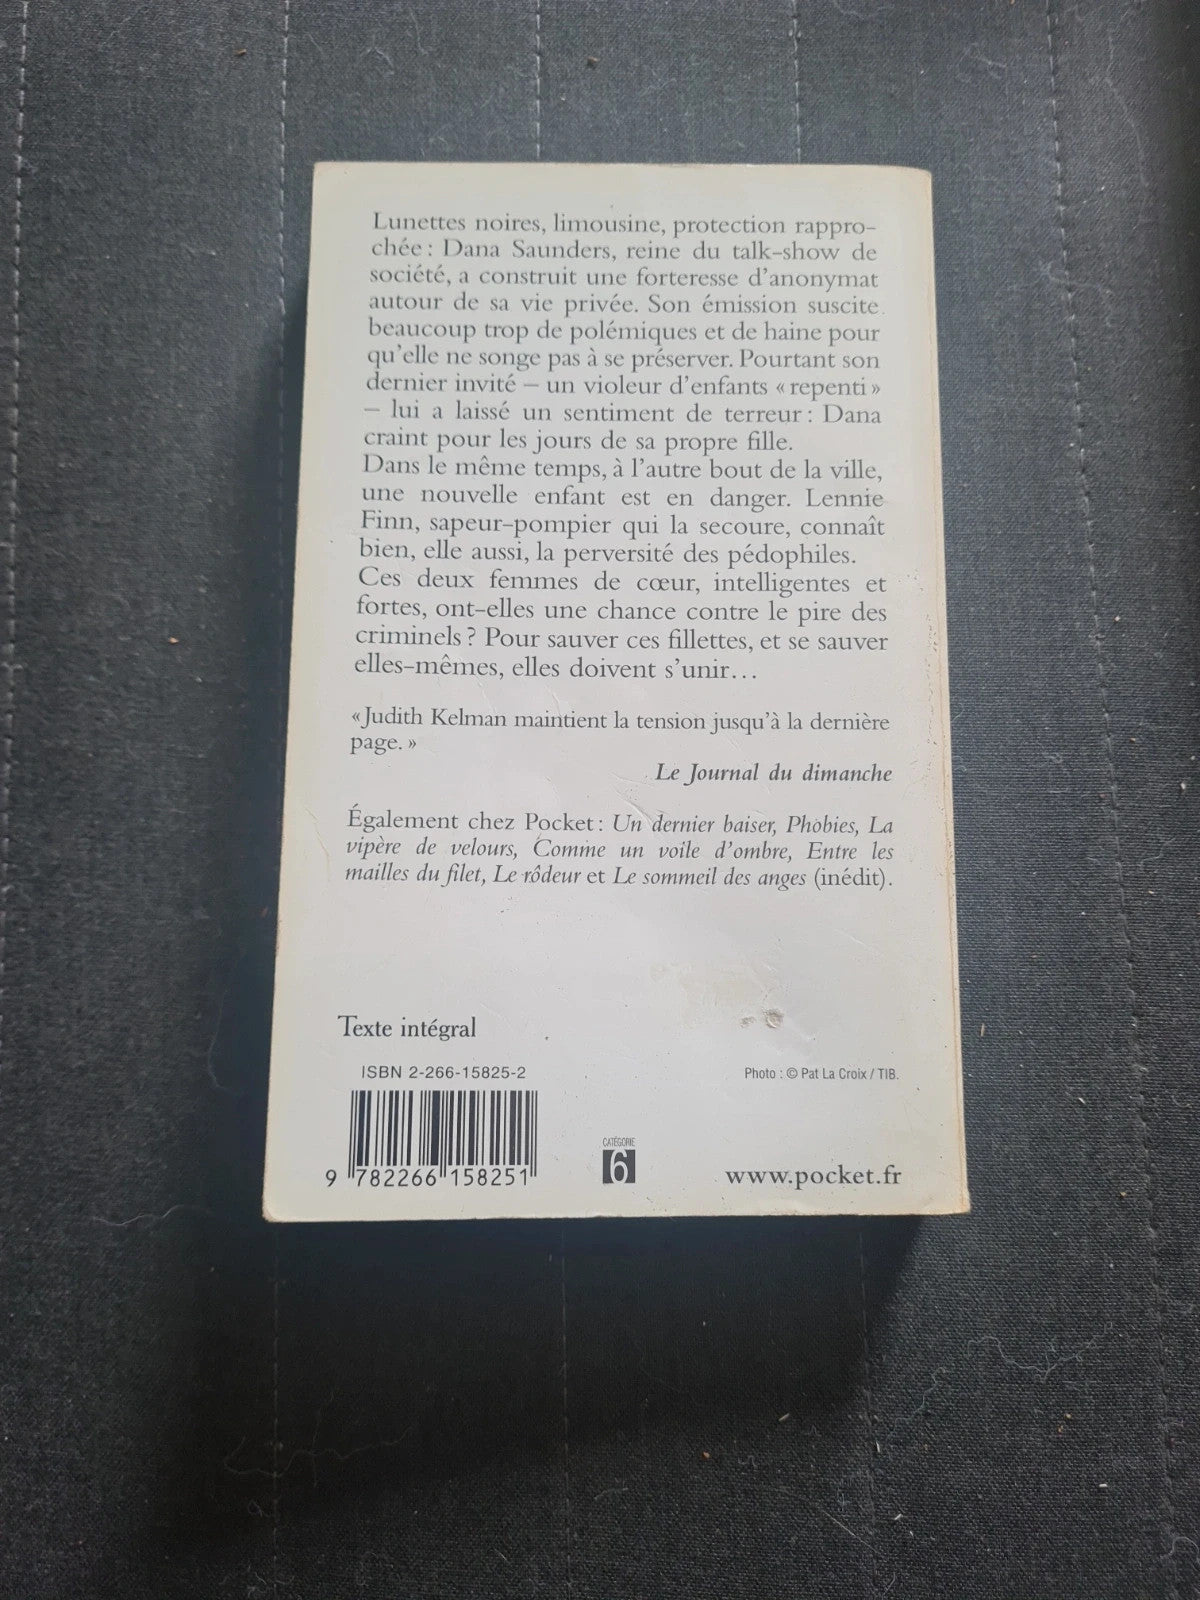 Lunettes noires, limousine, protection rappro-
chée : Dana Saunders, reine du talk-show de
société, a construit une forteresse d'anonymat
autour de sa vie privée. Son émission suscite
beaucoup trop de polémiques et de haine pour
qu'elle ne songe pas à se préserver. Pourtant son
dernier invité – un violeur d'enfants « repenti »
– lui a laissé un sentiment de terreur : Dana
craint pour les jours de sa propre fille.
Dans le même temps, à l'autre bout de la ville,
une nouvelle enfant est en danger. Lennie
Finn, sapeur-pompier qui la secoure, connaît
bien, elle aussi, la perversité des pédophiles.
Ces deux femmes de cœur, intelligentes et
fortes, ont-elles une chance contre le pire des
criminels ? Pour sauver ces fillettes, et se sauver
elles-mêmes, elles doivent s'unir…
« Judith Kelman maintient la tension jusqu'à la dernière
page. »
Le Journal du dimanche
Également chez Pocket : Un dernier baiser, Phobies, La
vipère de velours, Comme un voile d'ombre, Entre les
mailles du filet, Le rôdeur et Le sommeil des anges (inédit).
Texte intégral
ISBN 2-266-15825-2
Photo : © Pat La Croix / TIB.
9 782266 158251
CATÉGORIE
6
www.pocket.fr